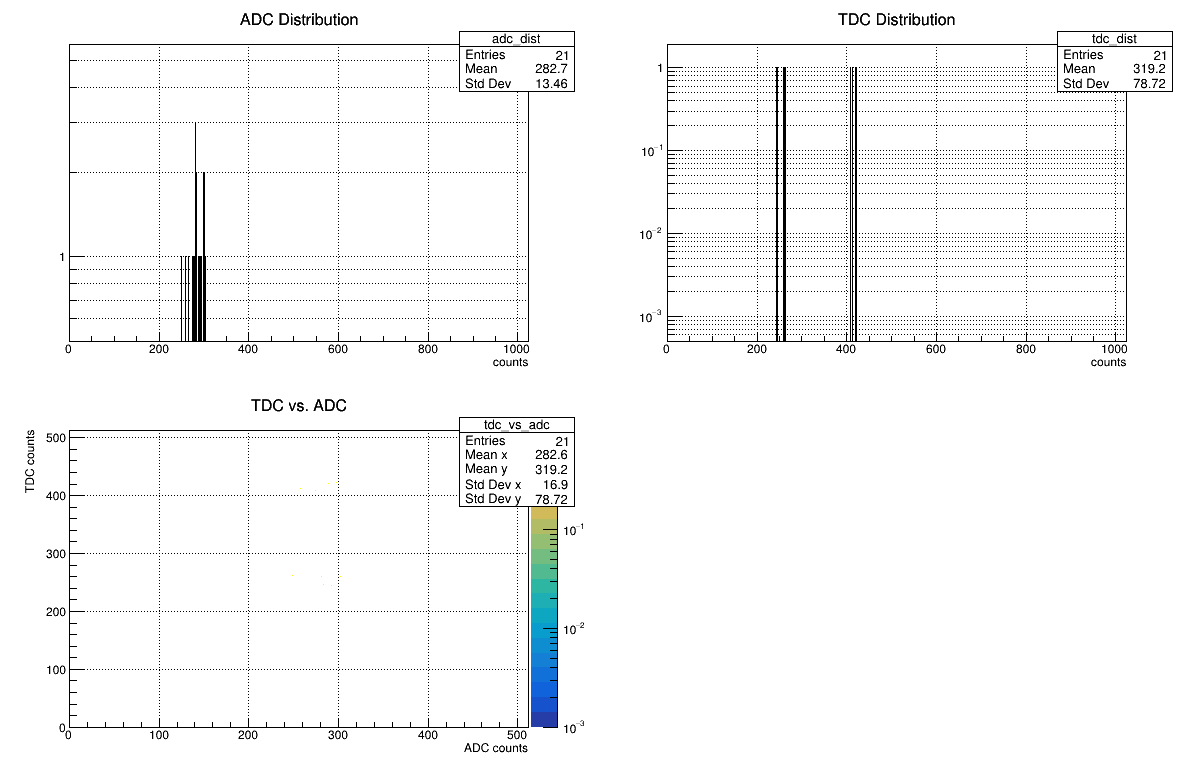 ADC Distribution
adc_dist
Entries 21
Mean 282.7
Std Dev 13.46
1
0 200 400 600 800 1000
counts
TDC Distribution
tdc_dist
Entries 21
Mean 319.2
Std Dev 78.72
1
10⁻¹
10⁻²
10⁻³
0 200 400 600 800 1000
counts
TDC vs. ADC
tdc_vs_adc
Entries 21
Mean x 282.6
Mean y 319.2
Std Dev x 16.9
Std Dev y 78.72
TDC counts
500
400
300
200
100
0
0 100 200 300 400 500
ADC counts
10⁻¹
10⁻²
10⁻³